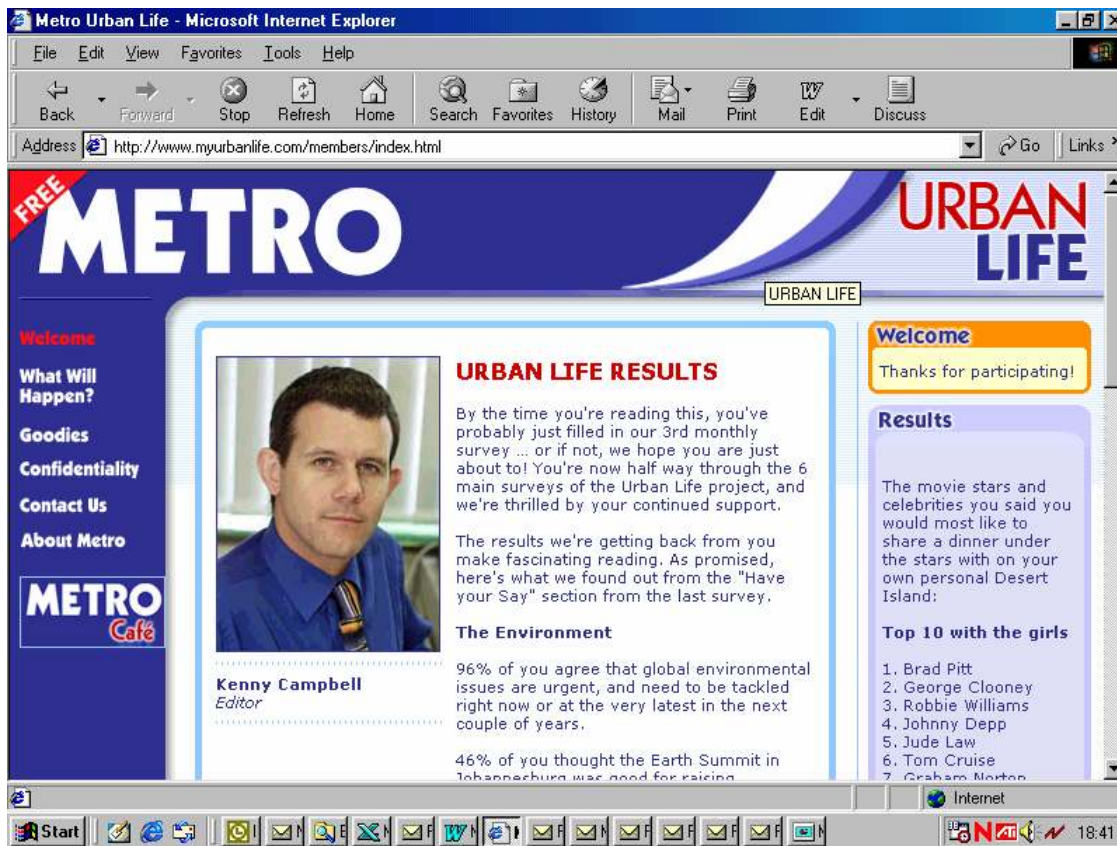 Metro Urban Life - Microsoft Internet Explorer
File Edit View Favorites Tools Help
Back Forward Stop Refresh Home Search Favorites History Mail Print Edit Discuss
Address http://www.myurbanlife.com/members/index.html Go Links
FREE
METRO
URBAN
LIFE
URBAN LIFE
Welcome
What Will
Happen?
Goodies
Confidentiality
Contact Us
About Metro
METRO
Café
Kenny Campbell
Editor
URBAN LIFE RESULTS
By the time you're reading this, you've
probably just filled in our 3rd monthly
survey ... or if not, we hope you are just
about to! You're now half way through the 6
main surveys of the Urban Life project, and
we're thrilled by your continued support.
The results we're getting back from you
make fascinating reading. As promised,
here's what we found out from the "Have
your Say" section from the last survey.
The Environment
96% of you agree that global environmental
issues are urgent, and need to be tackled
right now or at the very latest in the next
couple of years.
46% of you thought the Earth Summit in
Johannesburg was good for raising
Welcome
Thanks for participating!
Results
The movie stars and
celebrities you said you
would most like to
share a dinner under
the stars with on your
own personal Desert
Island:
Top 10 with the girls
1. Brad Pitt
2. George Clooney
3. Robbie Williams
4. Johnny Depp
5. Jude Law
6. Tom Cruise
7. Graham Norton
Internet
Start
18:41